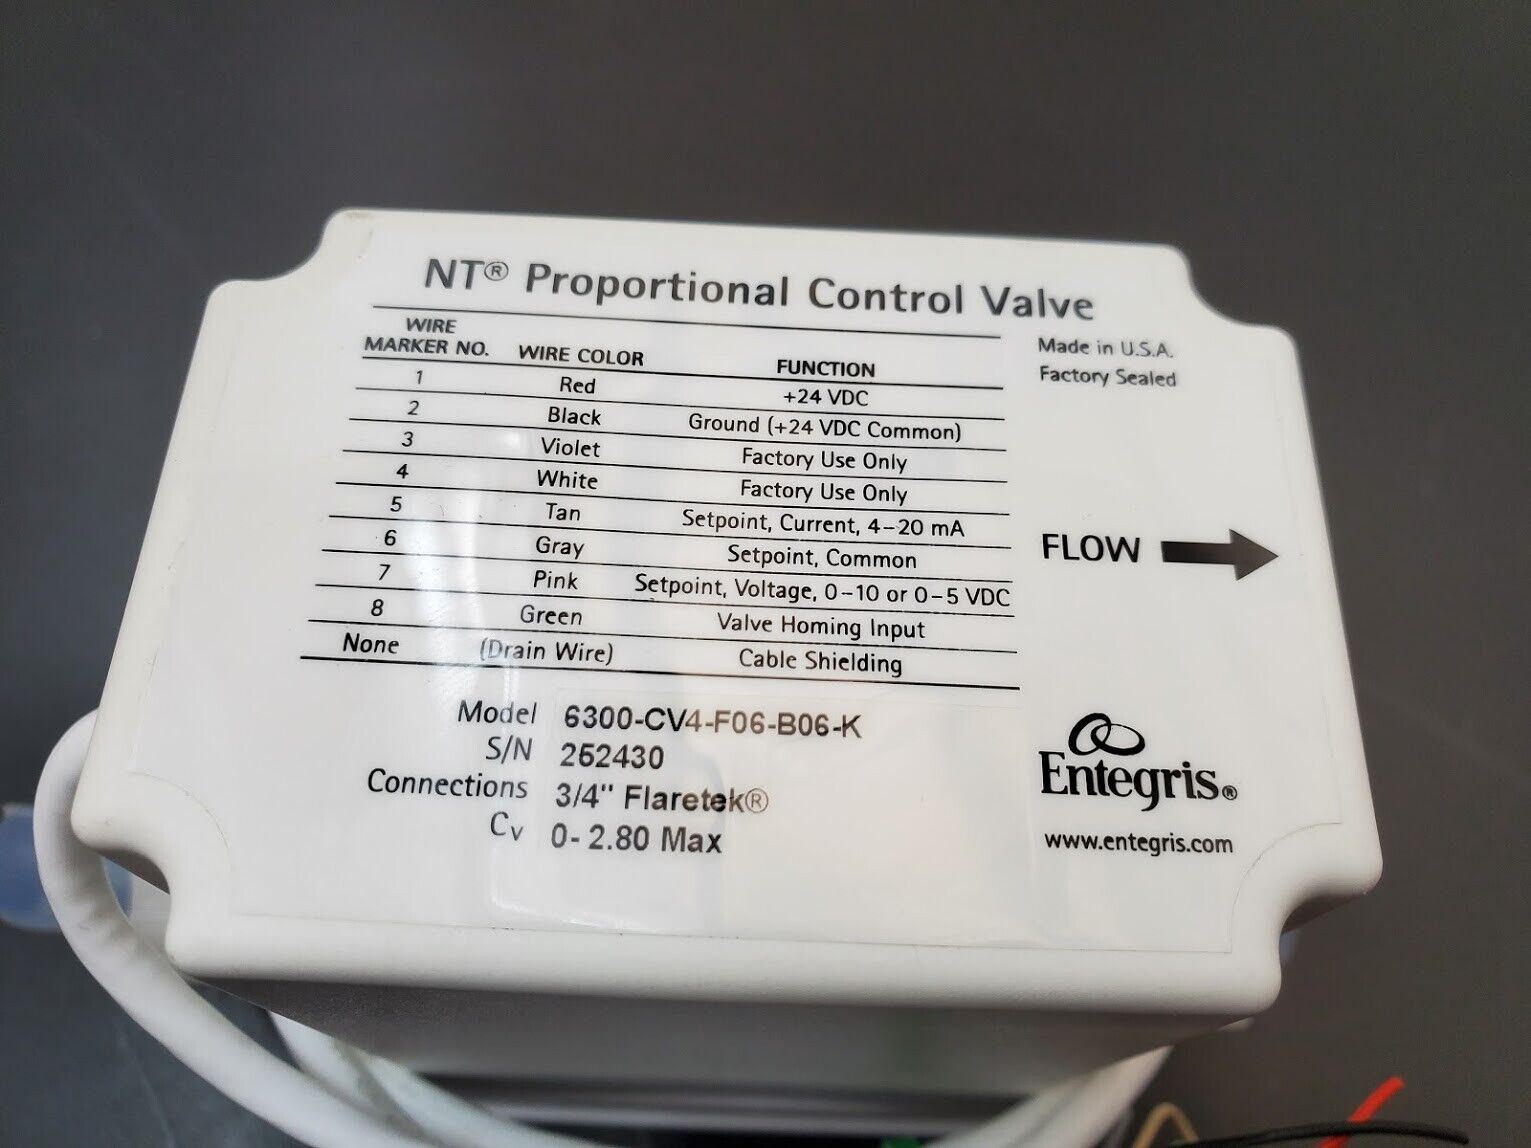 NT® Proportional Control Valve
WIRE
MARKER NO. WIRE COLOR FUNCTION
1 Red +24 VDC
2 Black Ground (+24 VDC Common)
3 Violet Factory Use Only
4 White Factory Use Only
5 Tan Setpoint, Current, 4–20 mA
6 Gray Setpoint, Common
7 Pink Setpoint, Voltage, 0–10 or 0–5 VDC
8 Green Valve Homing Input
None (Drain Wire) Cable Shielding
Made in U.S.A.
Factory Sealed
FLOW
Model 6300-CV4-F06-B06-K
S/N 252430
Connections 3/4" Flaretek®
Cv 0- 2.80 Max
Entegris®
www.entegris.com